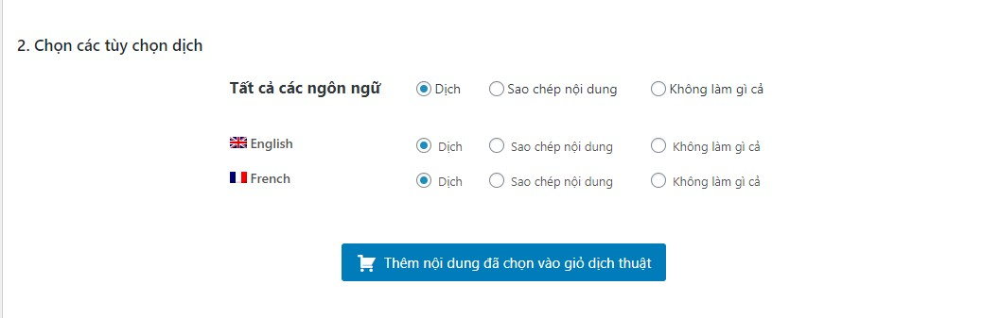 2. Chọn các tùy chọn dịch
Tất cả các ngôn ngữ Dịch Sao chép nội dung Không làm gì cả
English Dịch Sao chép nội dung Không làm gì cả
French Dịch Sao chép nội dung Không làm gì cả
Thêm nội dung đã chọn vào giỏ dịch thuật